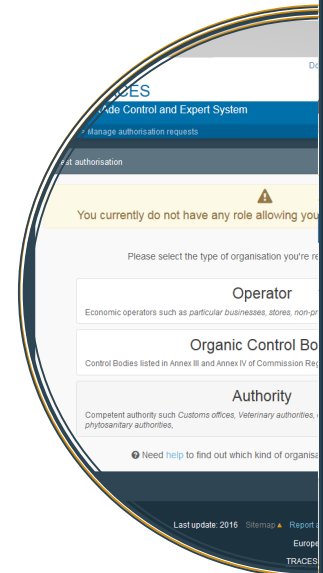 Do
CES
Ade Control and Expert System
» Manage authorisation requests
st authorisation
You currently do not have any role allowing you
Please select the type of organisation you're re
Operator
Economic operators such as particular businesses, stores, non-pr
Organic Control Bo
Control Bodies listed in Annex III and Annex IV of Commission Reg
Authority
Competent authority such Customs offices, Veterinary authorities,
phytosanitary authorities,
Need help to find out which kind of organisa
Last update: 2016 Sitemap Report a
Europe
TRACES